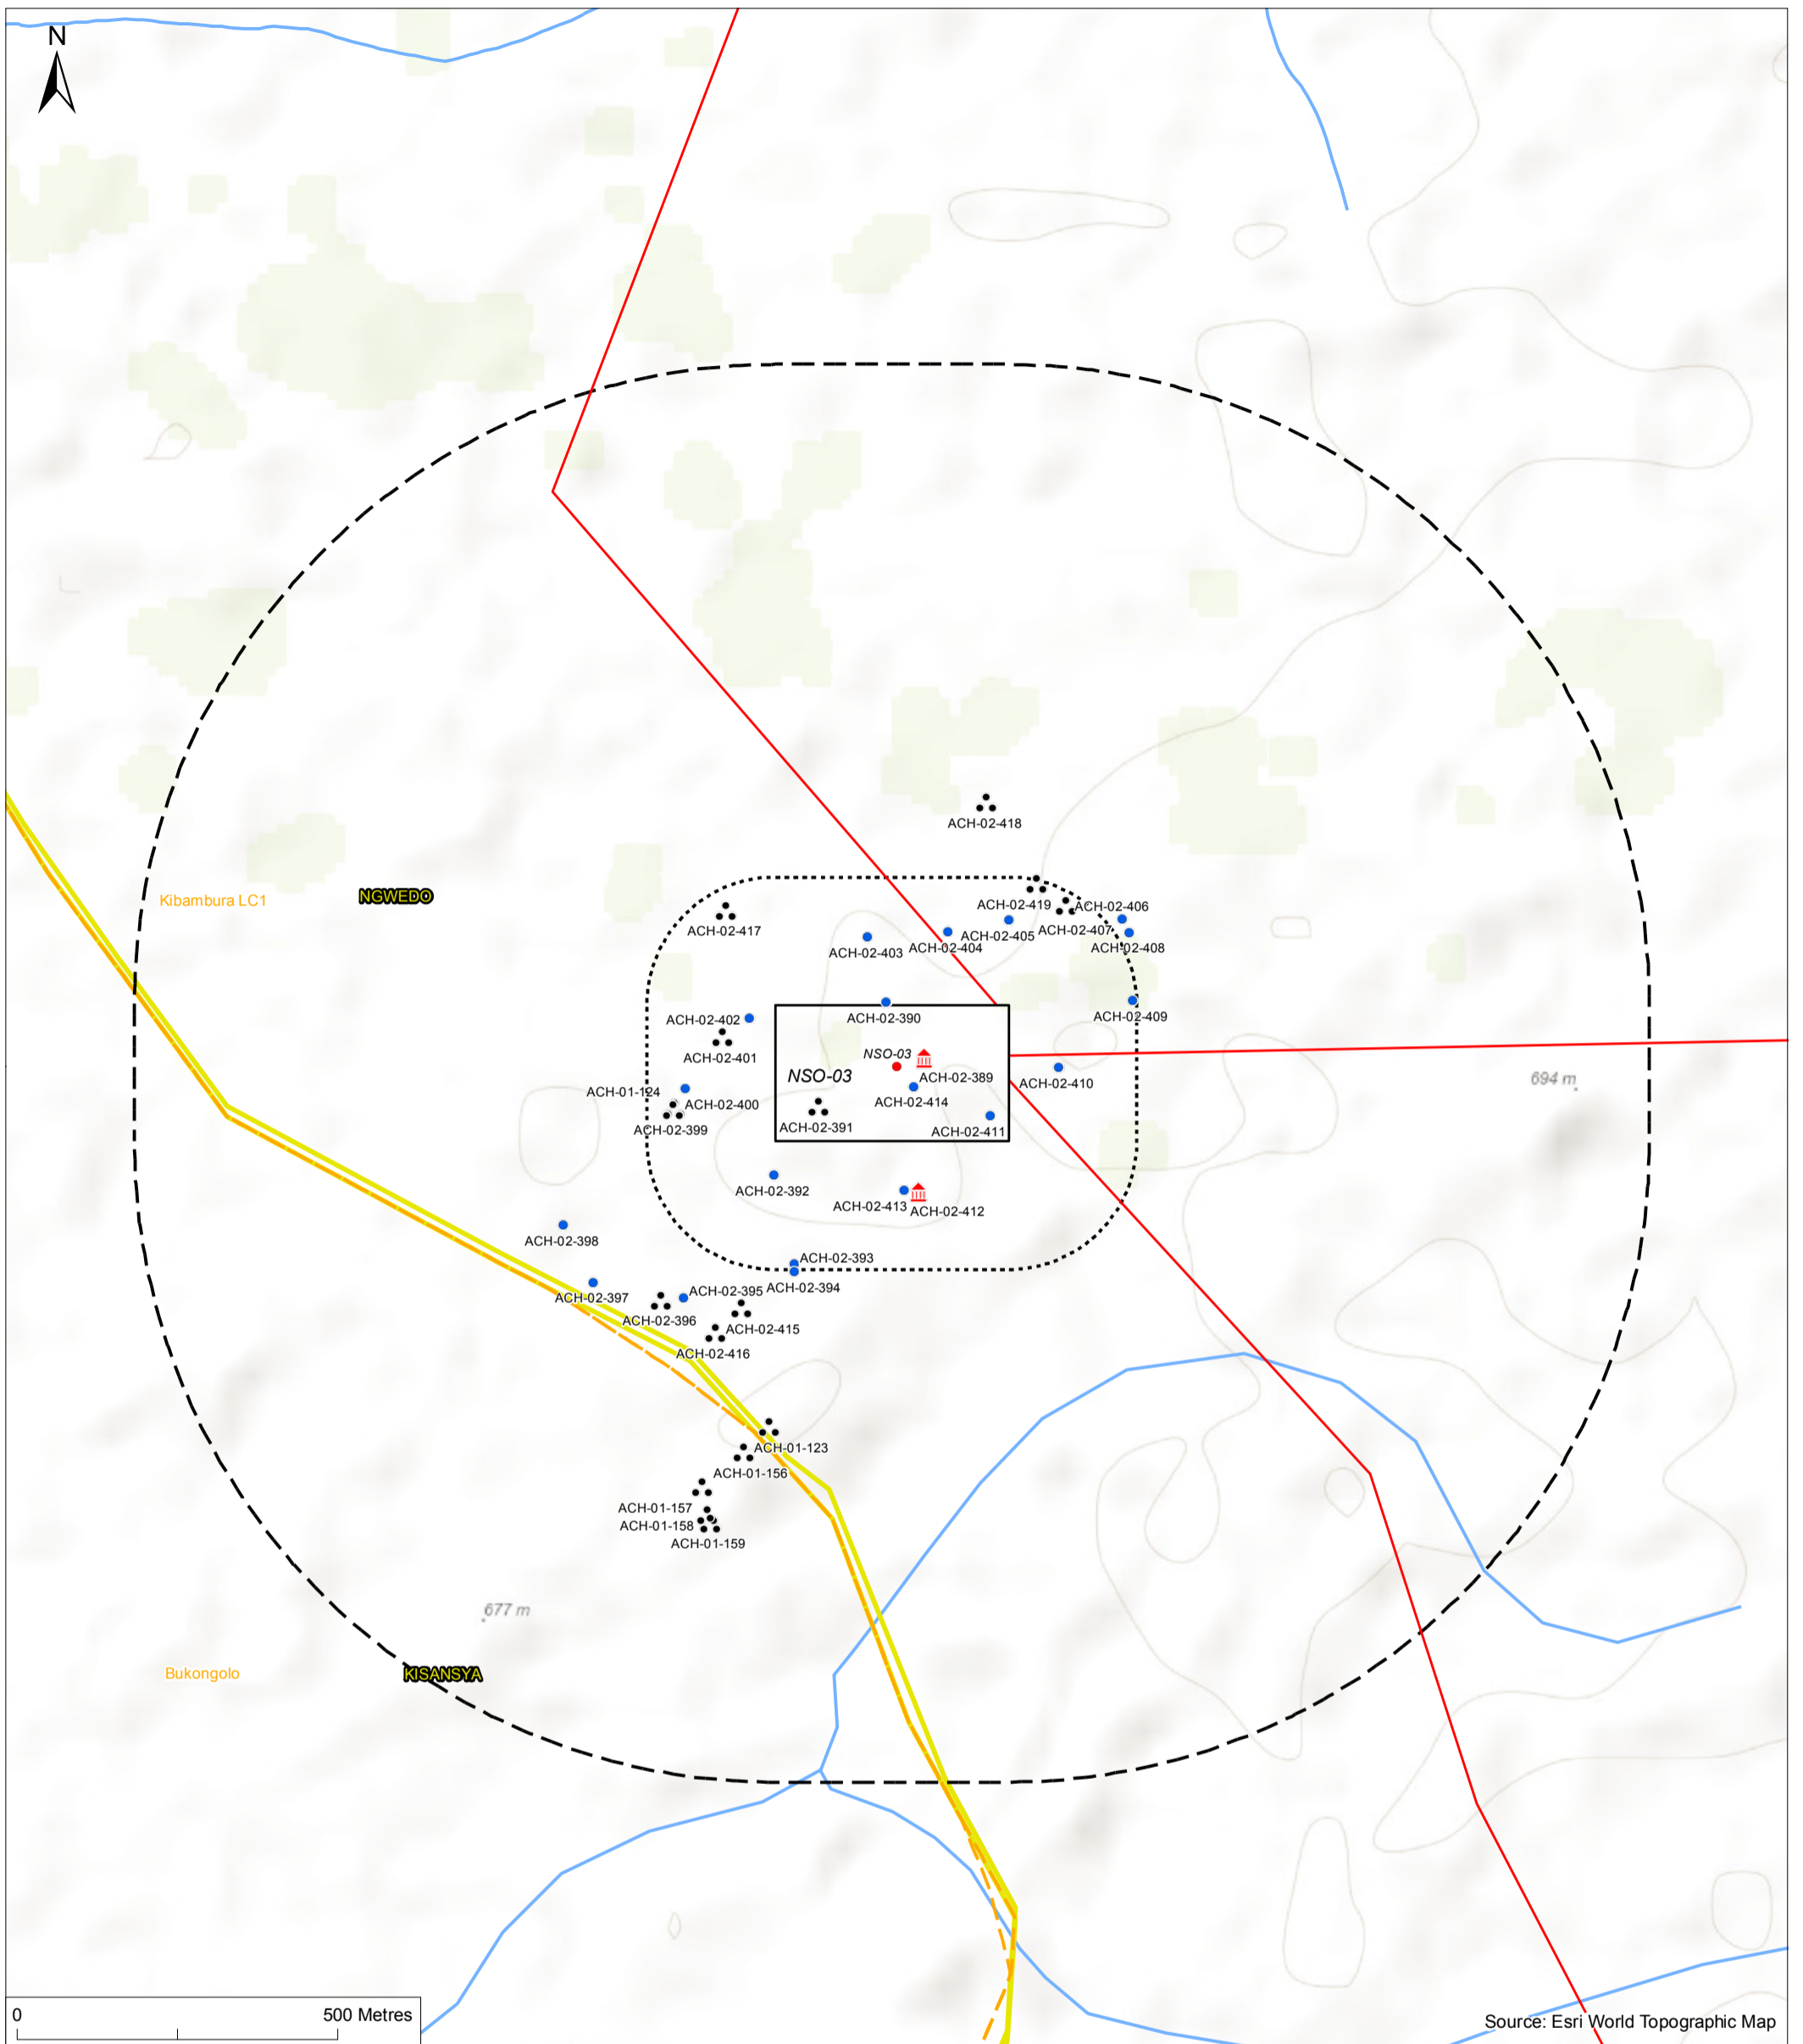 N
ACH-02-418
Kibambura LC1
NGWEDO
ACH-02-419
ACH-02-406
ACH-02-417
ACH-02-405
ACH-02-407
ACH-02-403
ACH-02-404
ACH-02-408
ACH-02-402
ACH-02-390
ACH-02-409
ACH-02-401
NSO-03
NSO-03
ACH-02-389
ACH-02-410
694 m
ACH-01-124
ACH-02-400
ACH-02-414
ACH-02-399
ACH-02-391
ACH-02-411
ACH-02-392
ACH-02-413
ACH-02-412
ACH-02-398
ACH-02-393
ACH-02-394
ACH-02-397
ACH-02-395
ACH-02-396
ACH-02-415
ACH-02-416
ACH-01-123
ACH-01-156
ACH-01-157
ACH-01-158
ACH-01-159
677 m
Bukongolo
KISANSYA
0 500 Metres
Source: Esri World Topographic Map